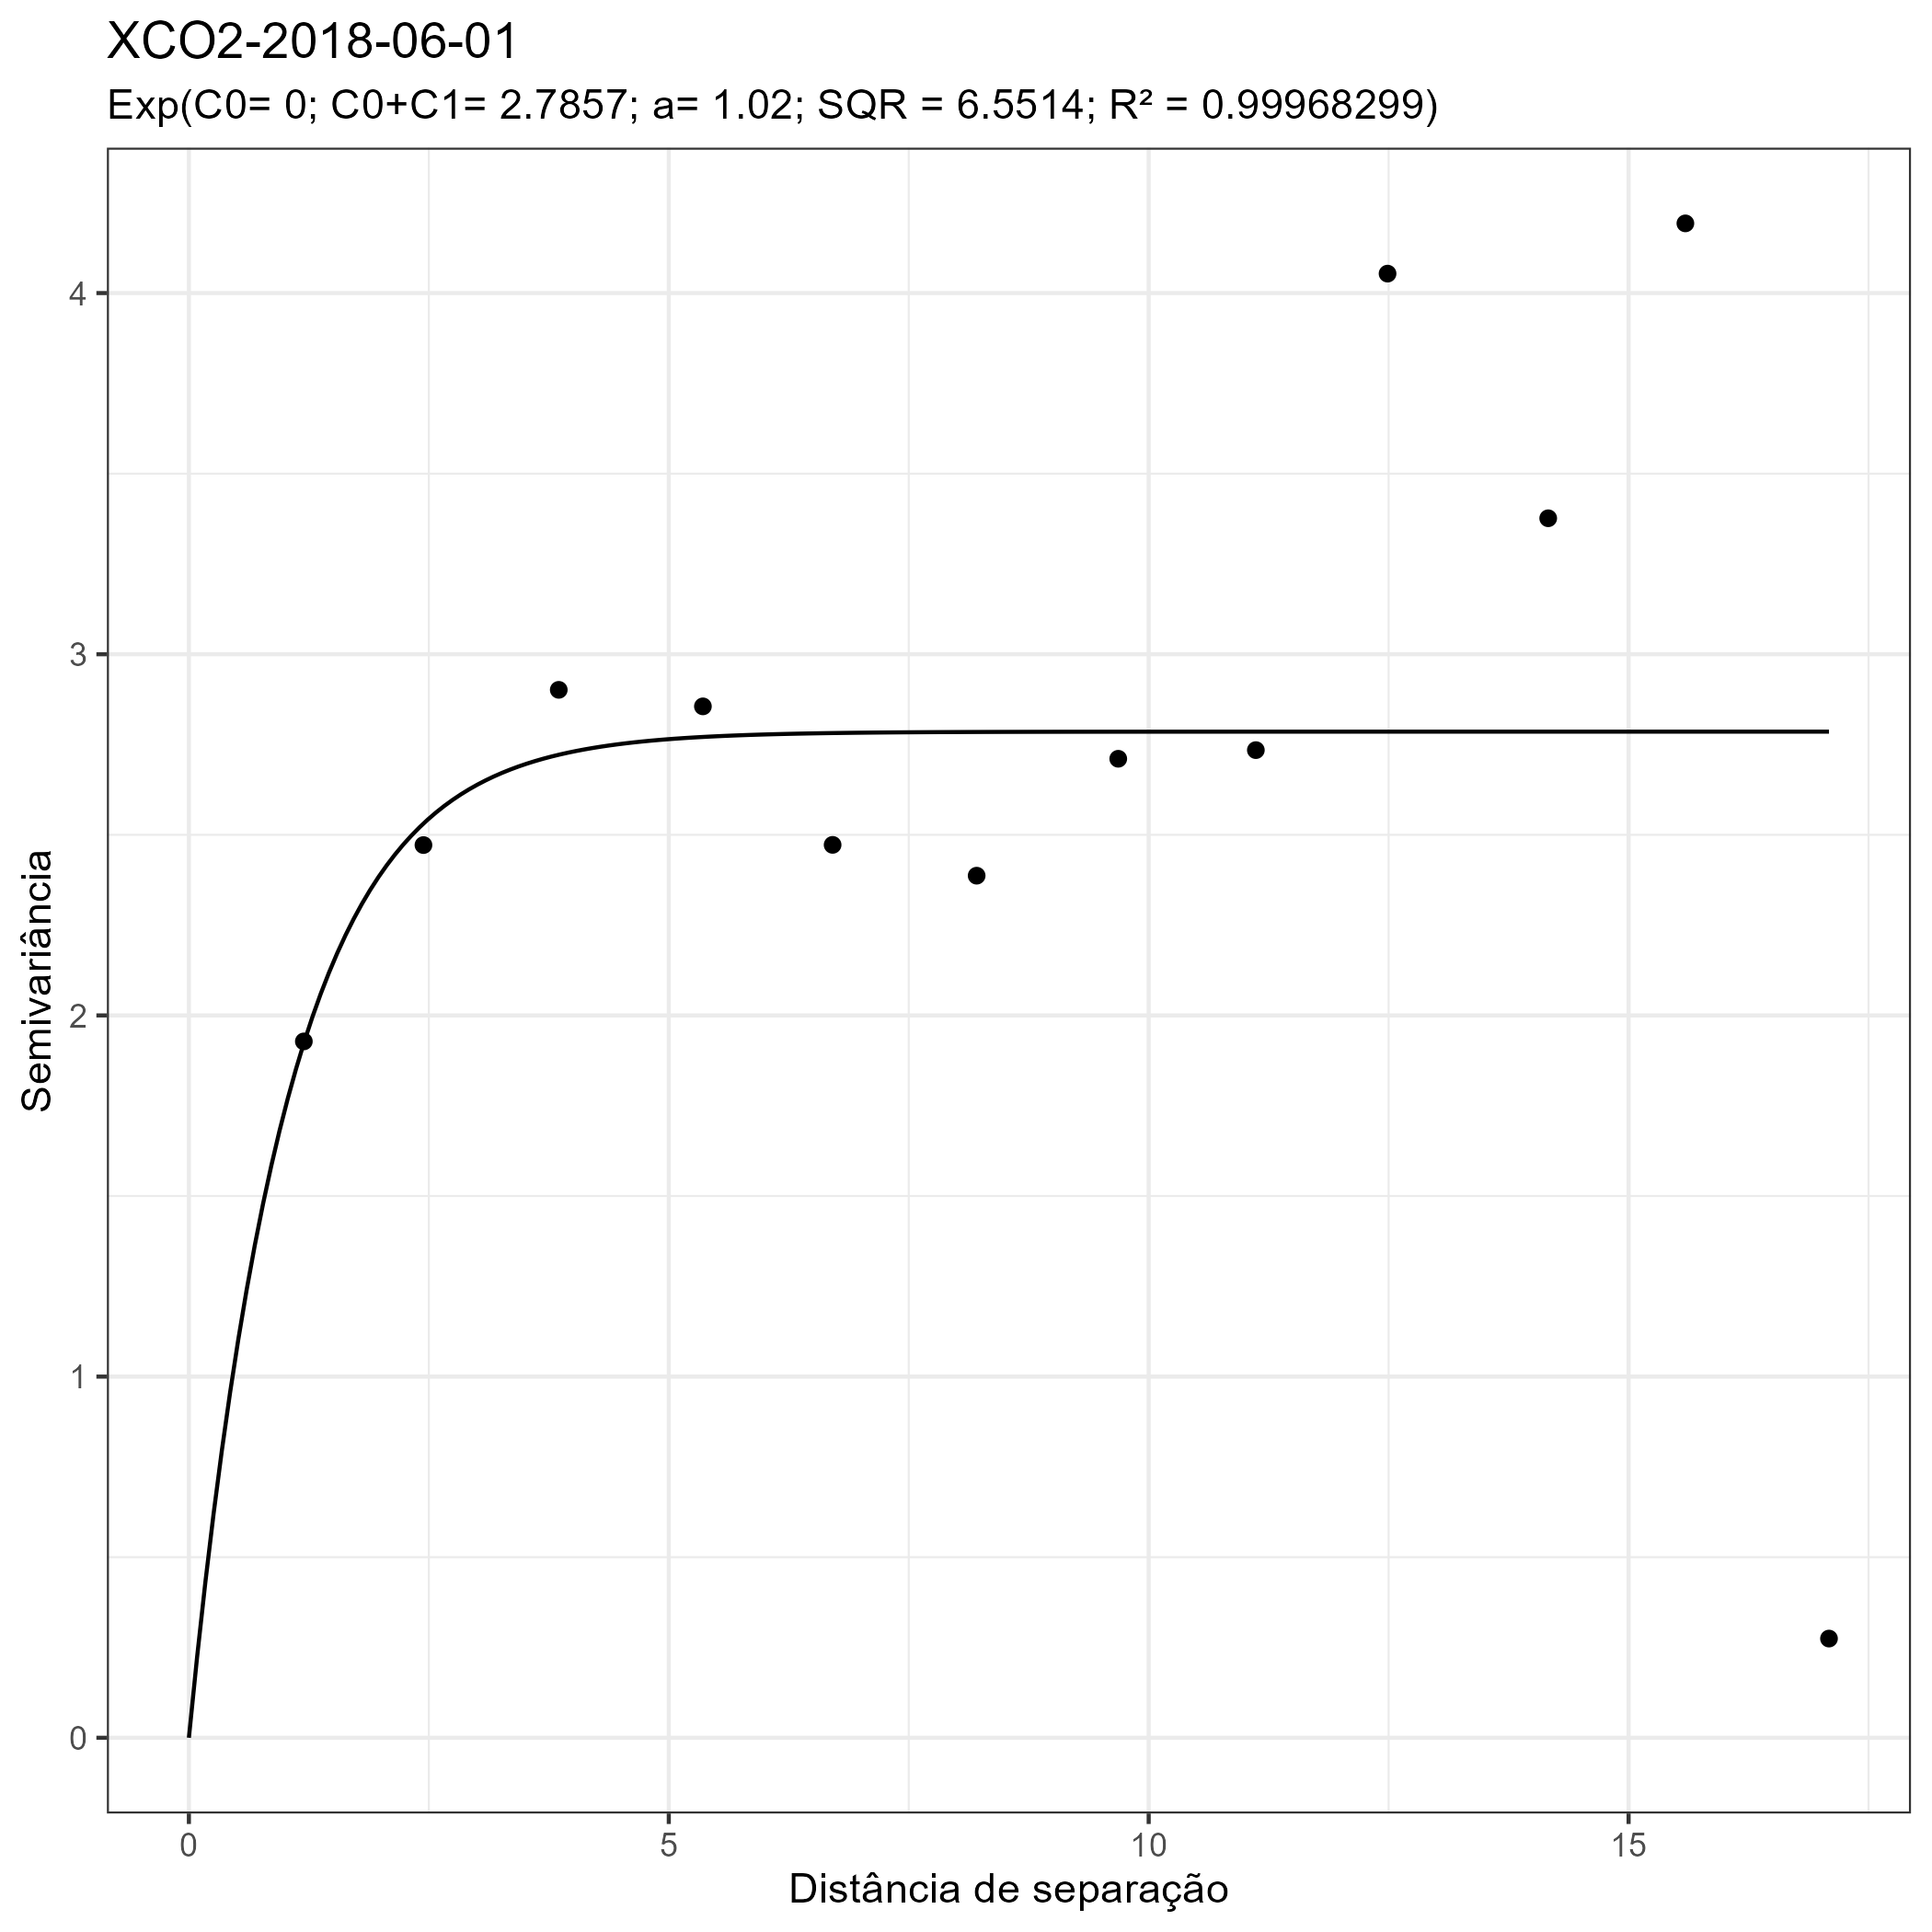 XCO2-2018-06-01
Exp(C0= 0; C0+C1= 2.7857; a= 1.02; SQR = 6.5514; R² = 0.99968299)
4
3
2
1
0
Semivariância
0 5 10 15
Distância de separação